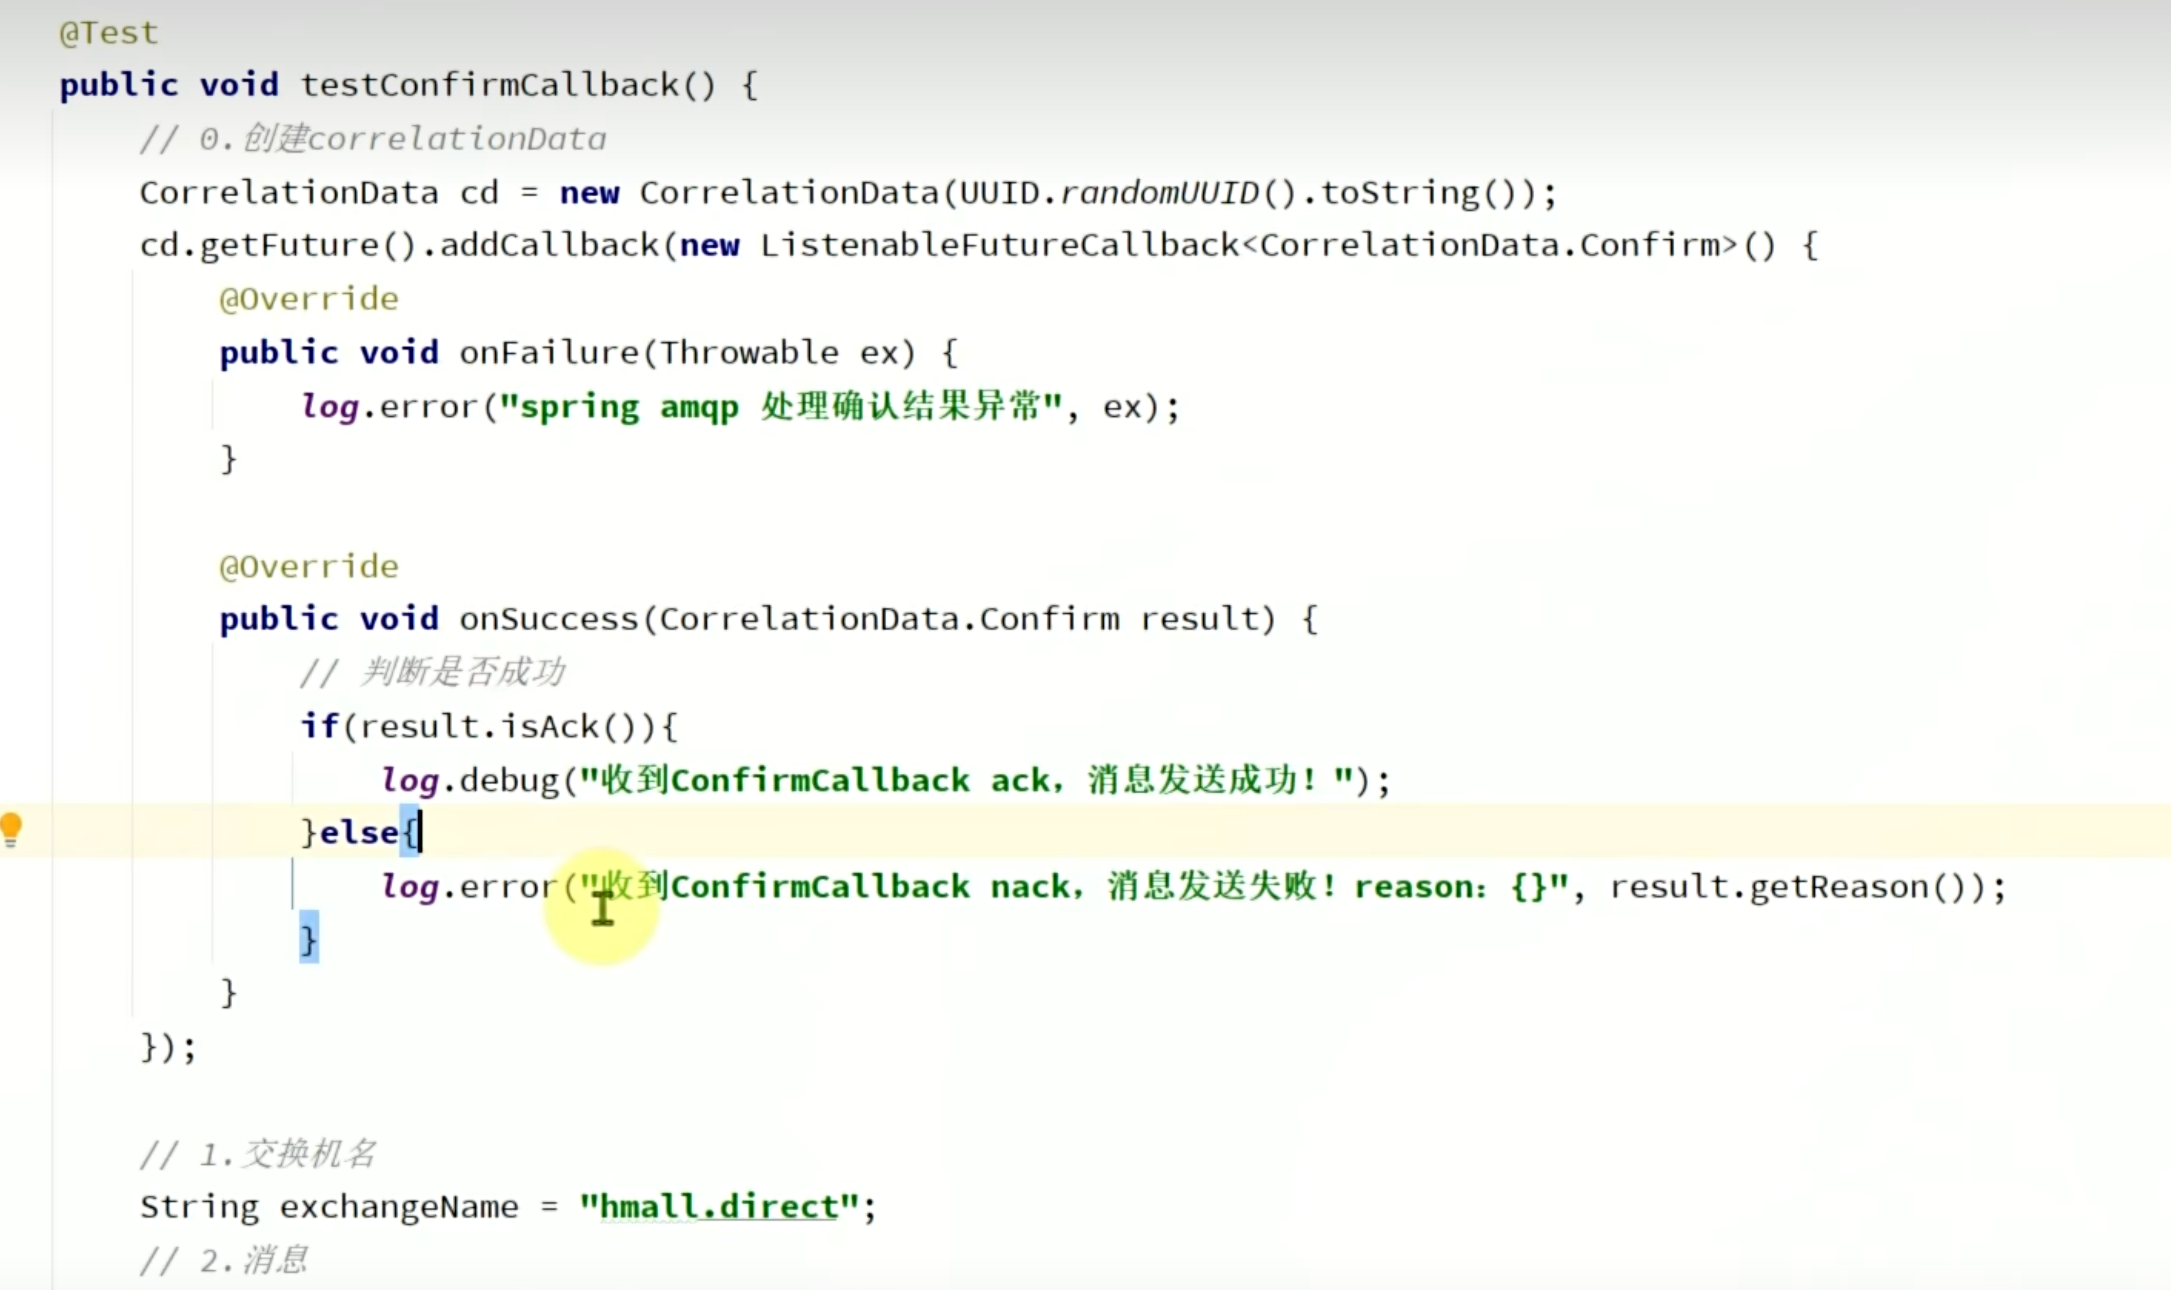 @Test
public void testConfirmCallback() {
// 0.创建correlationData
CorrelationData cd = new CorrelationData(UUID.randomUUID().toString());
cd.getFuture().addCallback(new ListenableFutureCallback<CorrelationData.Confirm>() {
@Override
public void onFailure(Throwable ex) {
log.error("spring amqp 处理确认结果异常", ex);
}
@Override
public void onSuccess(CorrelationData.Confirm result) {
// 判断是否成功
if(result.isAck()){
log.debug("收到ConfirmCallback ack，消息发送成功！");
}else{
log.error("收到ConfirmCallback nack，消息发送失败！reason：{}", result.getReason());
}
}
});
// 1.交换机名
String exchangeName = "hmall.direct";
// 2.消息